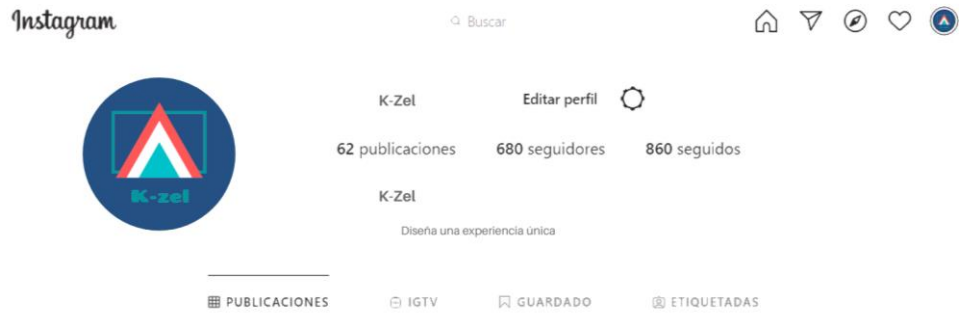 Instagram
Buscar
K-Zel Editar perfil
62 publicaciones 680 seguidores 860 seguidos
K-zel
K-Zel
Diseña una experiencia única
PUBLICACIONES IGTV GUARDADO ETIQUETADAS